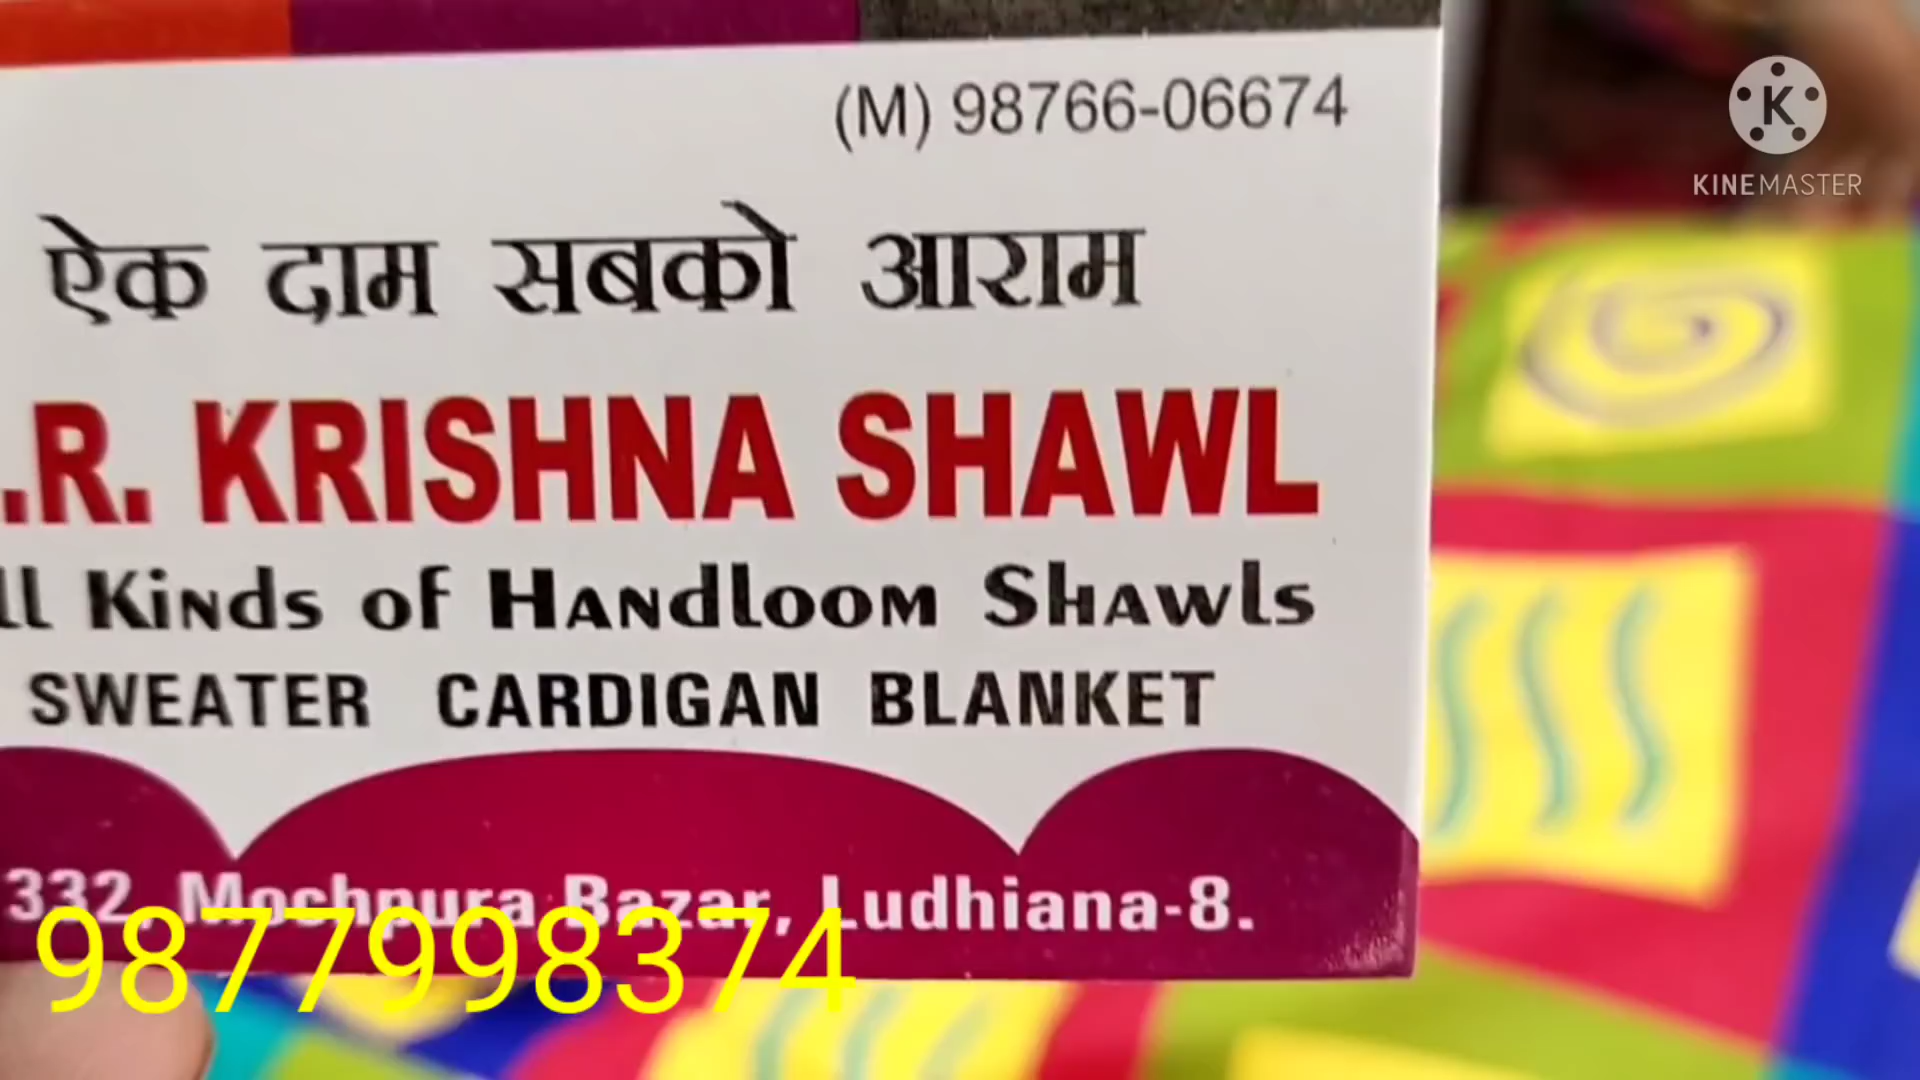 (M) 98766-06674
K
KINEMASTER
ऐक दाम सबको आराम
.R. KRISHNA SHAWL
ll Kinds of Handloom Shawls
SWEATER CARDIGAN BLANKET
332, Mochpura Bazar, Ludhiana-8.
9877998374